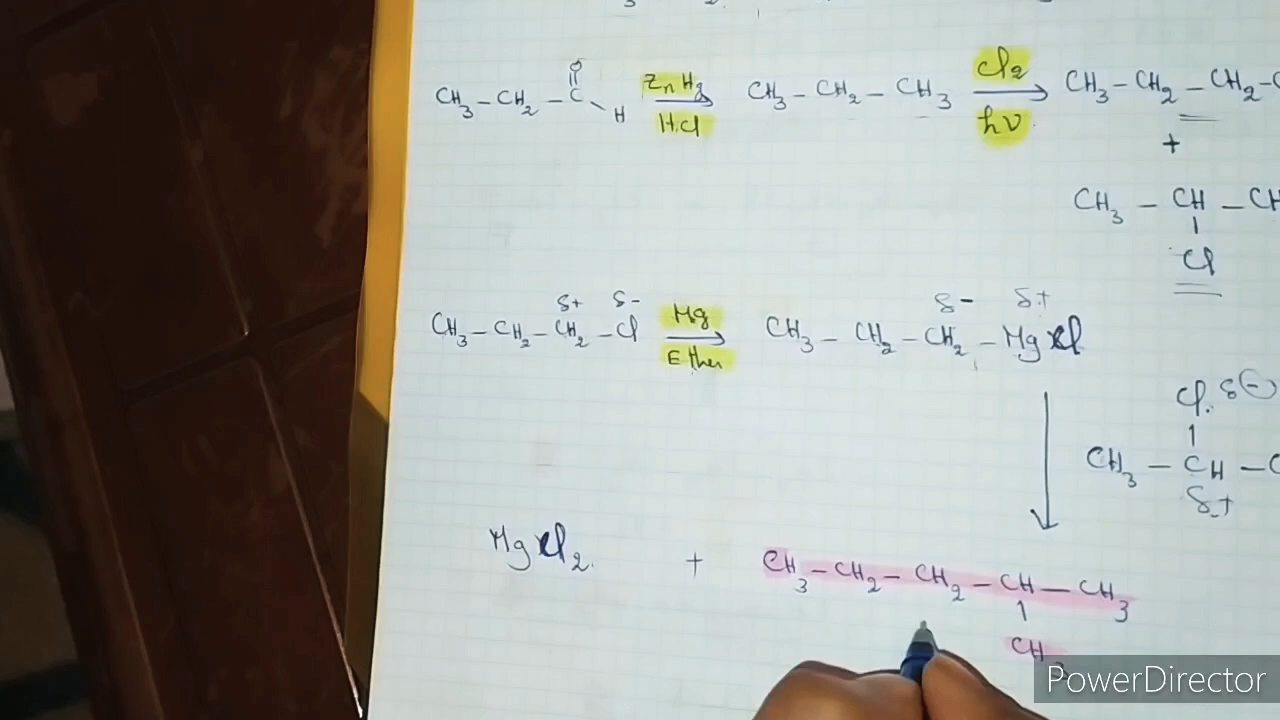 O
CH₃ – CH₂ – C – H Zn Hg / HCl → CH₃ – CH₂ – CH₃ Cl₂ / hν → CH₃ – CH₂ – CH₂ –
+
CH₃ – CH – CH
Cl
δ+ δ- δ- δ+
CH₃ – CH₂ – CH₂ – Cl Mg / Ether → CH₃ – CH₂ – CH₂ – Mg Cl
Cl δ⊖
CH₃ – CH –
δ+
Mg Cl₂ + CH₃ – CH₂ – CH₂ – CH – CH₃
CH₃
PowerDirector